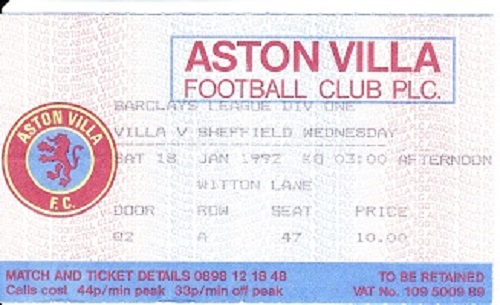 ASTON VILLA
FOOTBALL CLUB PLC.
BARCLAYS LEAGUE DIV ONE
VILLA V SHEFFIELD WEDNESDAY
SAT 18 JAN 1992 KO 03:00 AFTERNOON
WITTON LANE
DOOR ROW SEAT PRICE
82 A 47 10.00
ASTON VILLA
F.C.
MATCH AND TICKET DETAILS 0898 12 18 48 TO BE RETAINED
Calls cost 44p/min peak 33p/min off peak VAT No. 109 5009 89